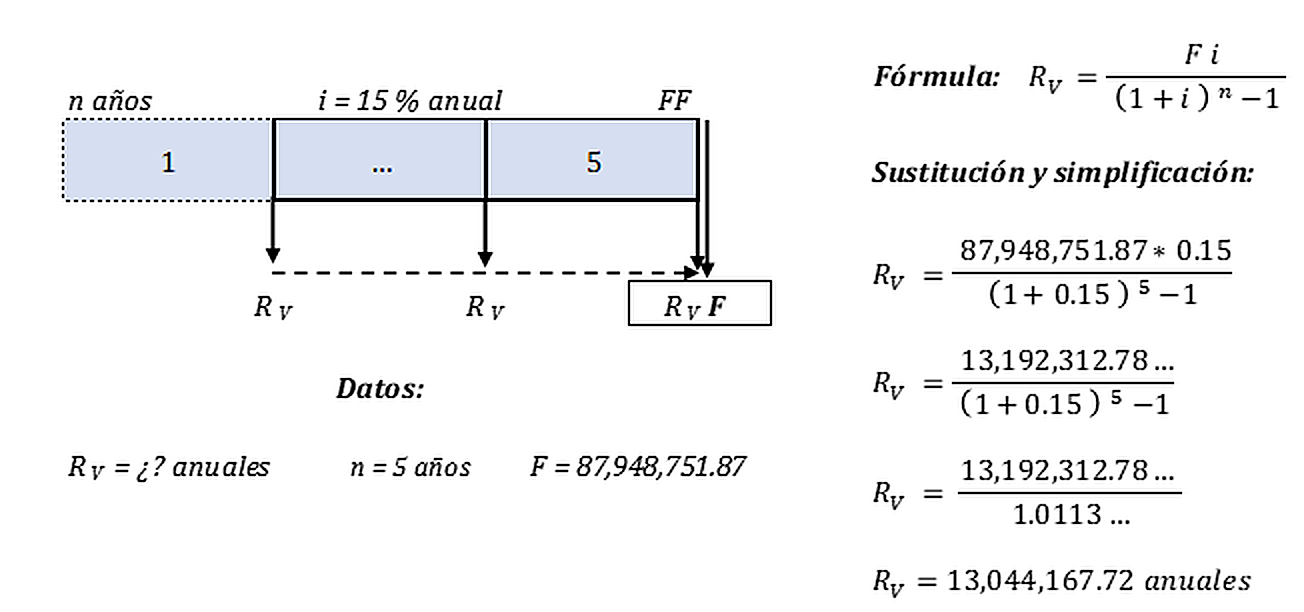 n años i = 15 % anual FF
1 ... 5
R V R V R V F
Datos:
R V = ¿? anuales n = 5 años F = 87,948,751.87
Fórmula: R V = F i / (1 + i ) n − 1
Sustitución y simplificación:
R V = 87,948,751.87 * 0.15 / (1 + 0.15 ) 5 − 1
R V = 13,192,312.78 ... / (1 + 0.15 ) 5 − 1
R V = 13,192,312.78 ... / 1.0113 ...
R V = 13,044,167.72 anuales